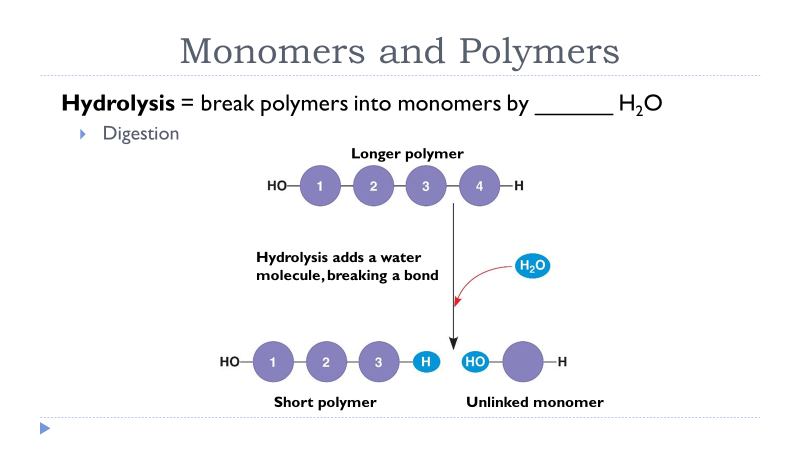 Monomers and Polymers
Hydrolysis = break polymers into monomers by ______ H₂O
Digestion
Longer polymer
HO 1 2 3 4 H
Hydrolysis adds a water
molecule, breaking a bond
H₂O
HO 1 2 3 H HO H
Short polymer Unlinked monomer